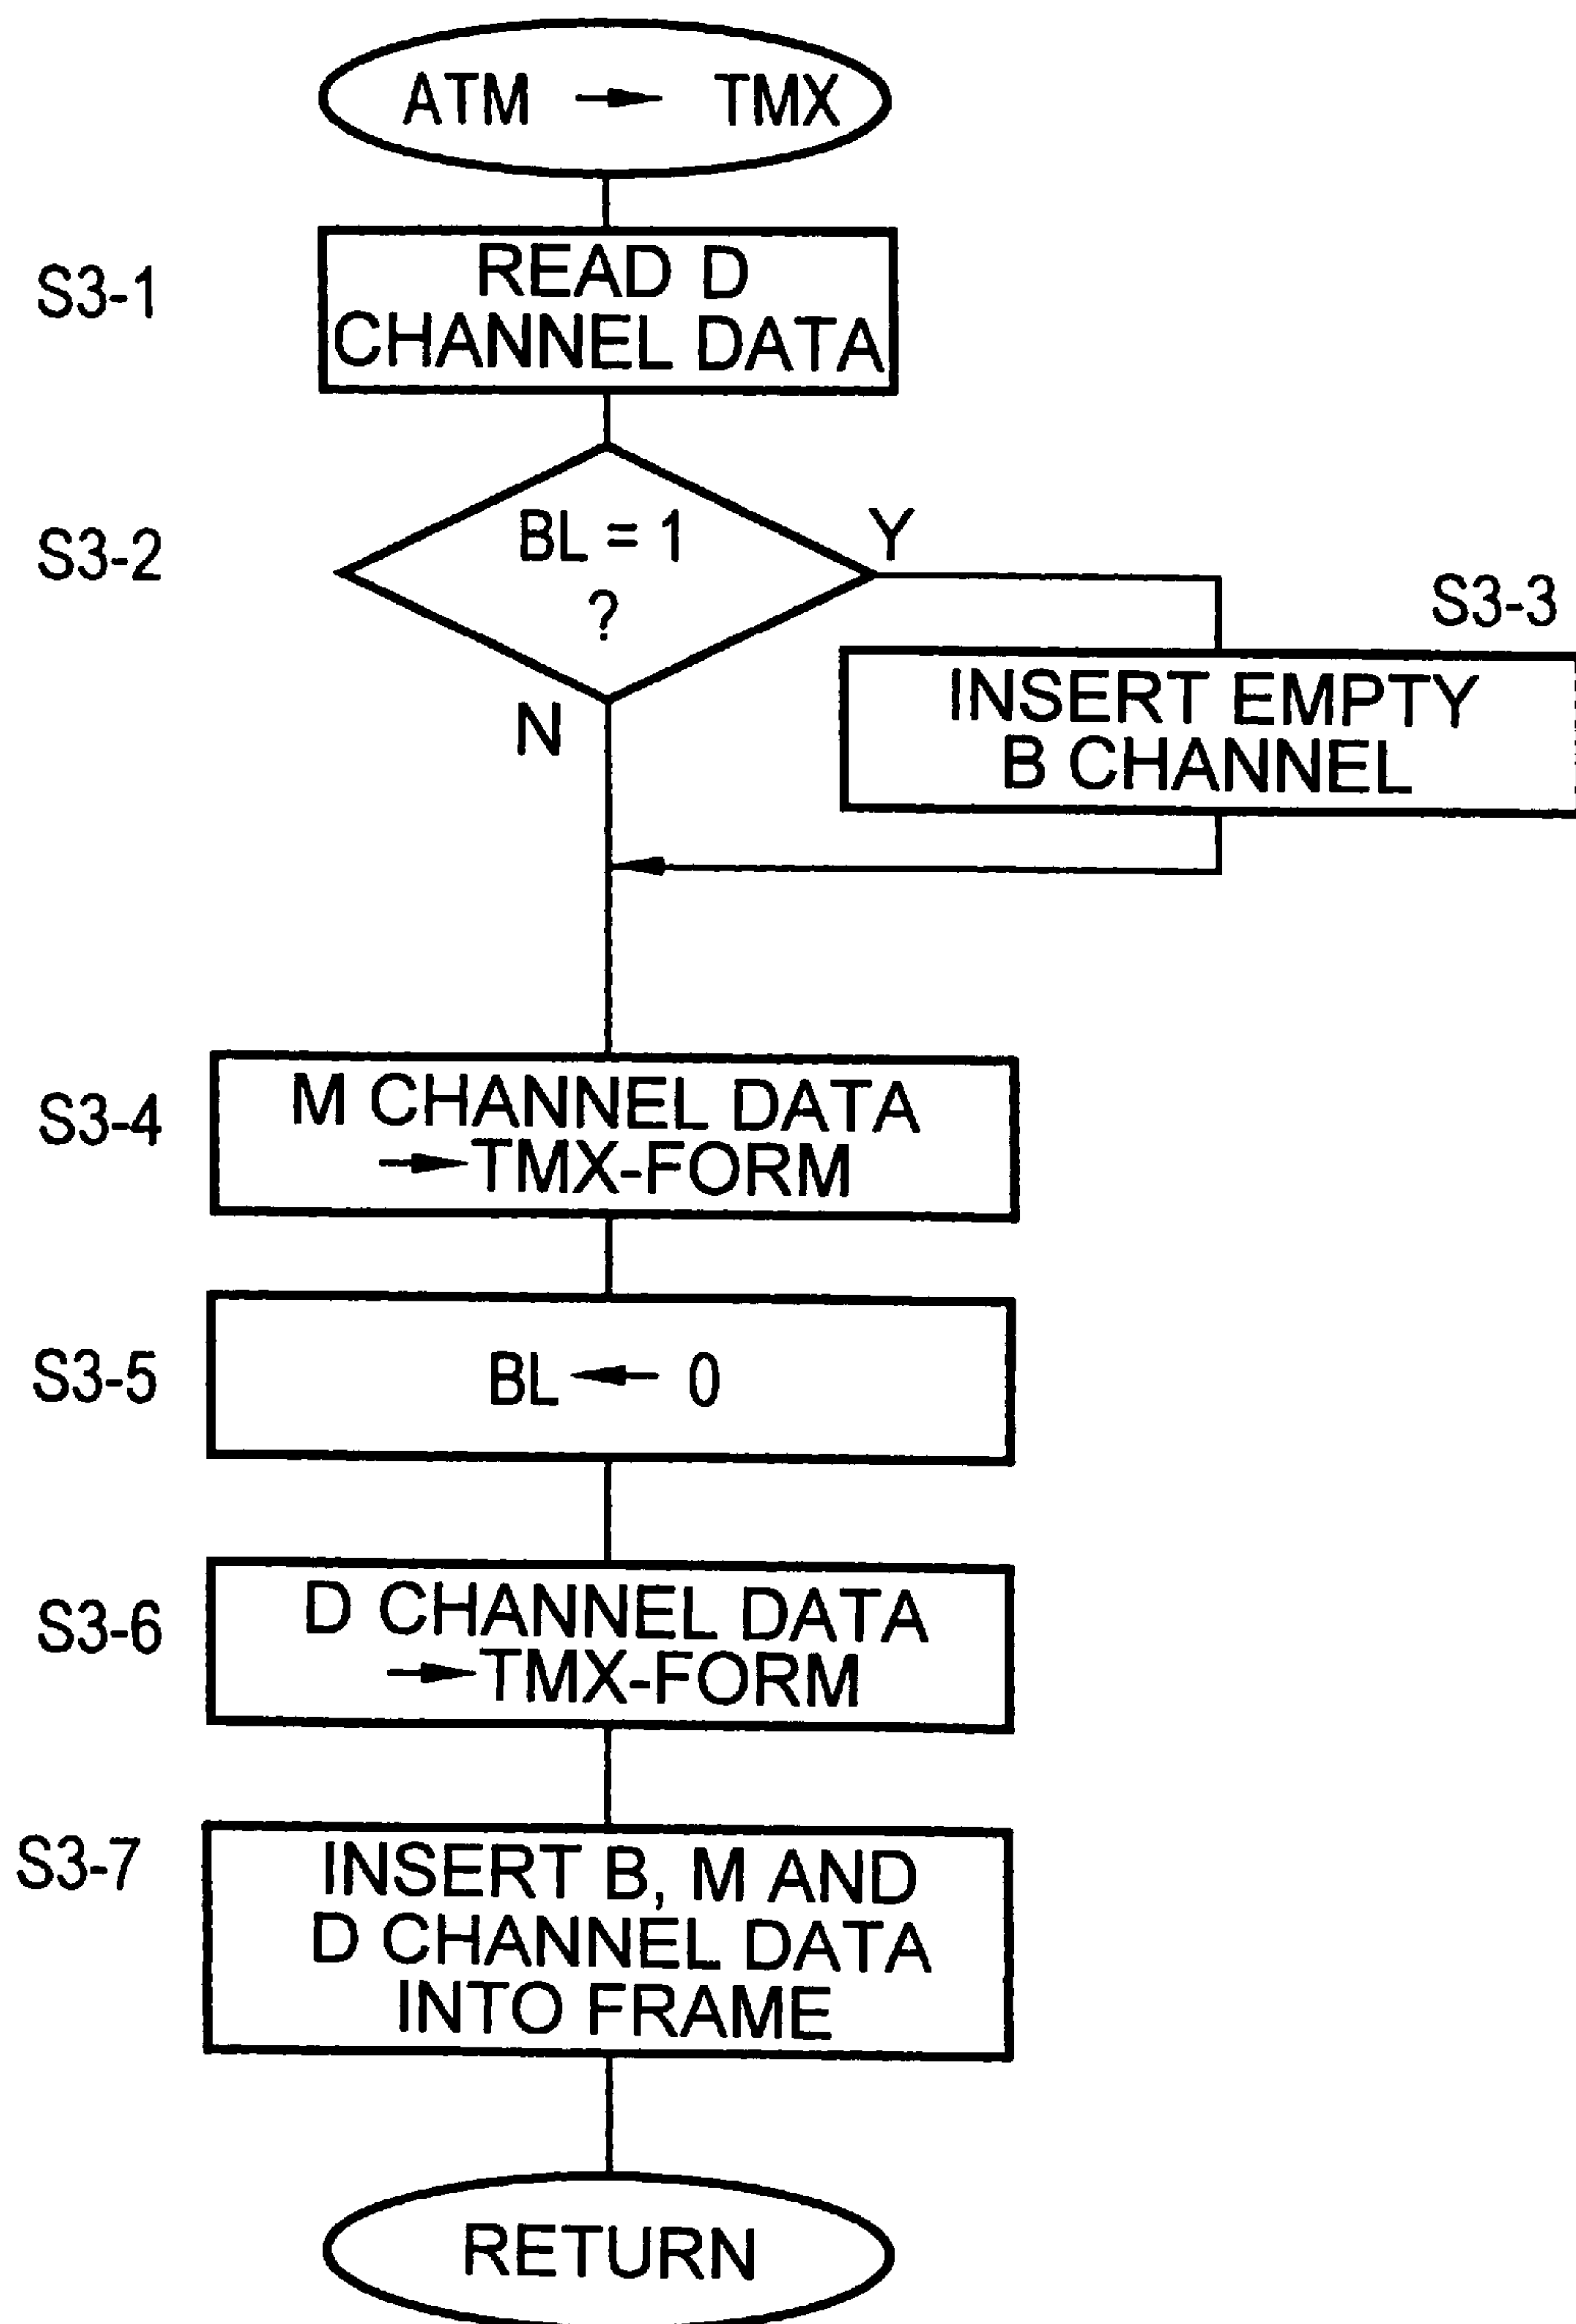 ATM → TMX
S3-1
READ D
CHANNEL DATA
S3-2
BL = 1
?
Y
N
S3-3
INSERT EMPTY
B CHANNEL
S3-4
M CHANNEL DATA
→ TMX-FORM
S3-5
BL ← 0
S3-6
D CHANNEL DATA
→ TMX-FORM
S3-7
INSERT B, M AND
D CHANNEL DATA
INTO FRAME
RETURN